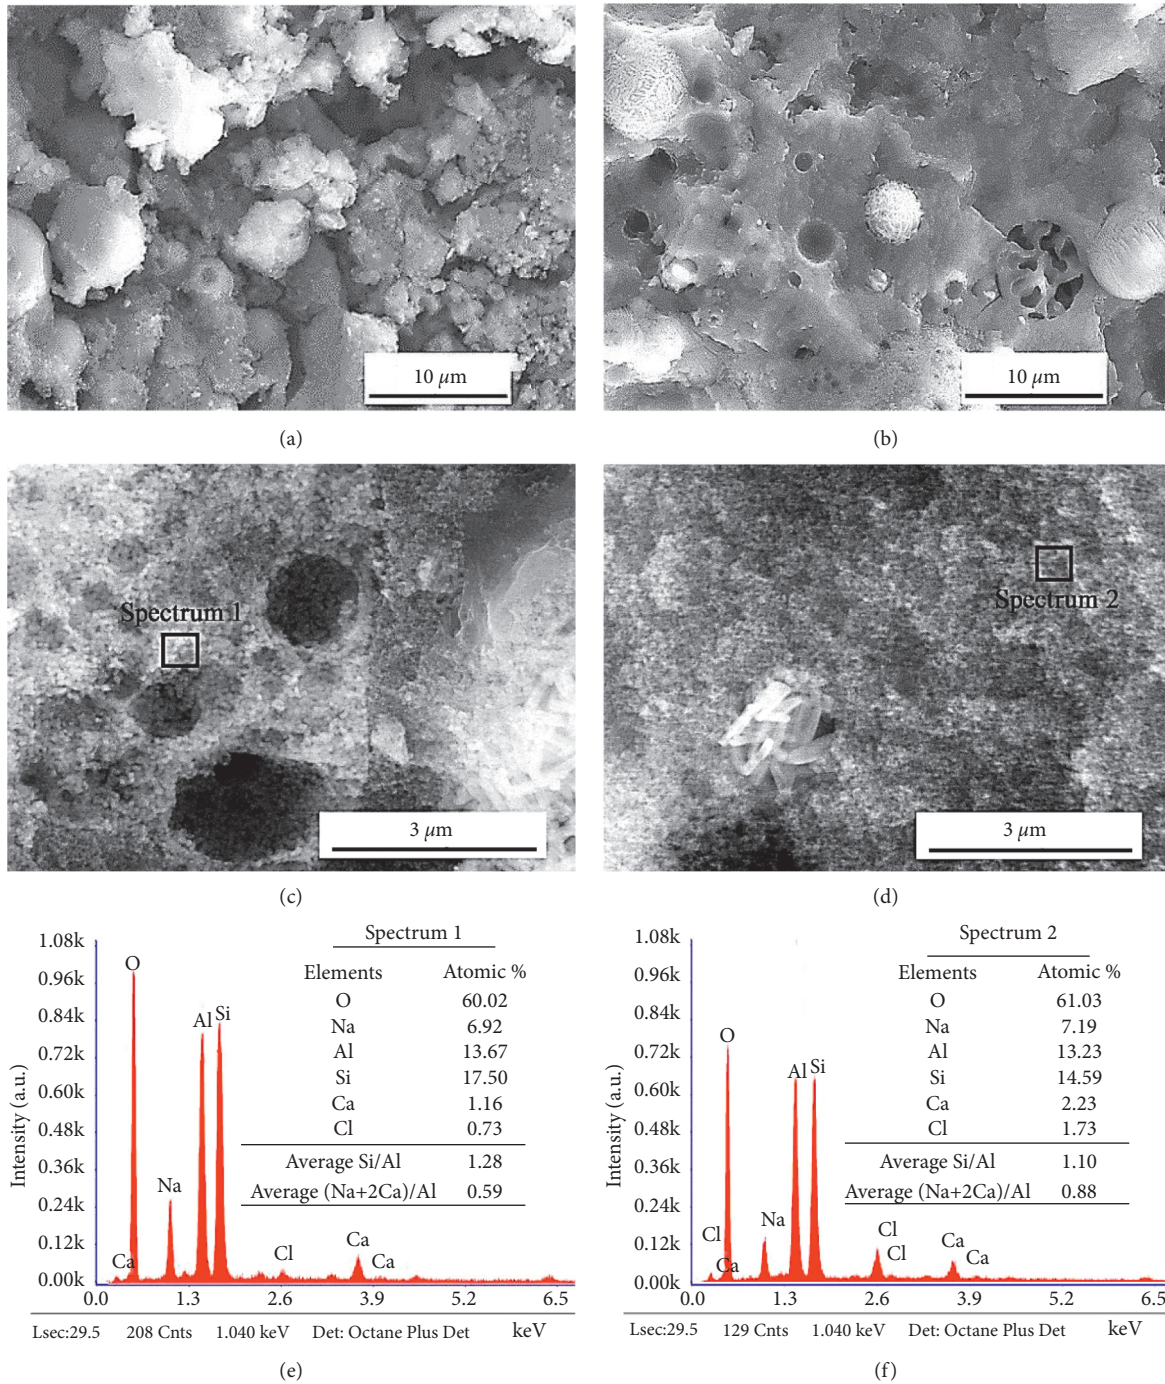 10 μm
10 μm
(a)
(b)
Spectrum 1
3 μm
Spectrum 2
3 μm
(c)
(d)
Intensity (a.u.)
1.08k
0.96k
0.84k
0.72k
0.60k
0.48k
0.36k
0.24k
0.12k
0.00k
O
Al
Si
Na
Ca
Cl
Ca
Ca
Spectrum 1
Elements Atomic %
O 60.02
Na 6.92
Al 13.67
Si 17.50
Ca 1.16
Cl 0.73
Average Si/Al 1.28
Average (Na+2Ca)/Al 0.59
0.0 1.3 2.6 3.9 5.2 6.5
Lsec:29.5 208 Cnts 1.040 keV Det: Octane Plus Det keV
(e)
Intensity (a.u.)
1.08k
0.96k
0.84k
0.72k
0.60k
0.48k
0.36k
0.24k
0.12k
0.00k
O
Al
Si
Na
Cl
Ca
Cl
Cl
Ca
Ca
Spectrum 2
Elements Atomic %
O 61.03
Na 7.19
Al 13.23
Si 14.59
Ca 2.23
Cl 1.73
Average Si/Al 1.10
Average (Na+2Ca)/Al 0.88
0.0 1.3 2.6 3.9 5.2 6.5
Lsec:29.5 129 Cnts 1.040 keV Det: Octane Plus Det keV
(f)